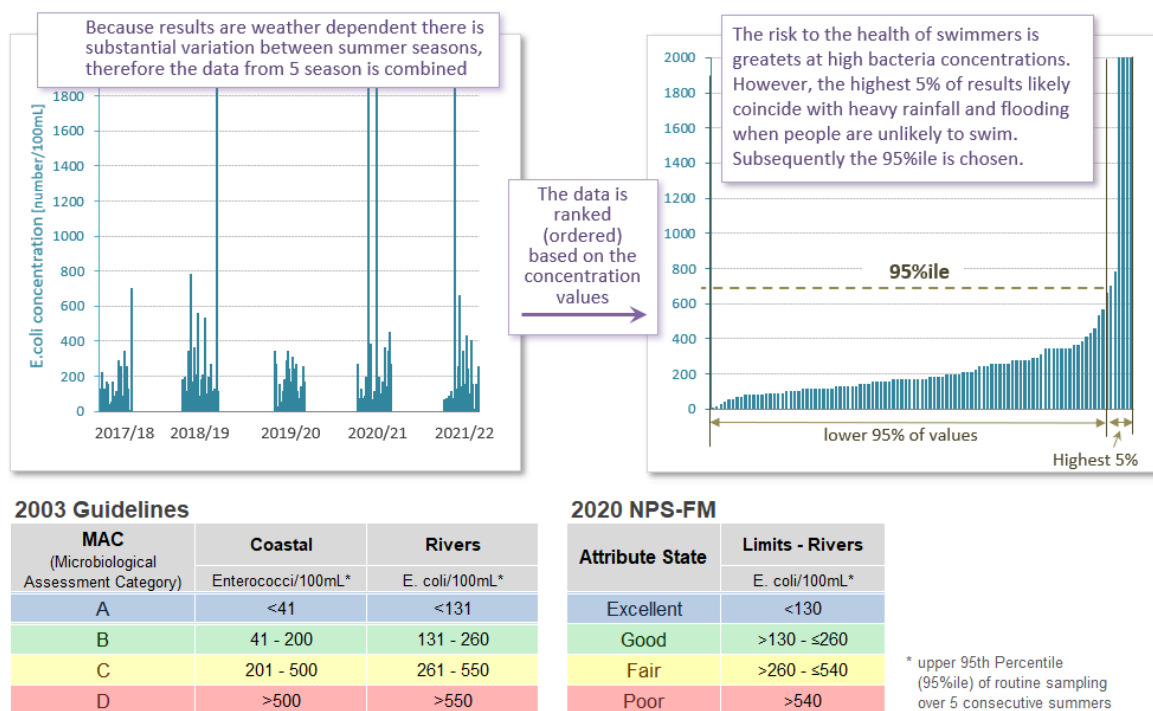 Because results are weather dependent there is
substantial variation between summer seasons,
therefore the data from 5 season is combined
E.coli concentration [number/100mL]
1800
1600
1400
1200
1000
800
600
400
200
0
2017/18 2018/19 2019/20 2020/21 2021/22
The data is
ranked
(ordered)
based on the
concentration
values
The risk to the health of swimmers is
greatets at high bacteria concentrations.
However, the highest 5% of results likely
coincide with heavy rainfall and flooding
when people are unlikely to swim.
Subsequently the 95%ile is chosen.
2000
1800
1600
1400
1200
1000
800
600
400
200
0
2000
95%ile
lower 95% of values
Highest 5%
2003 Guidelines
MAC
(Microbiological
Assessment Category)
Coastal
Rivers
Enterococci/100mL*
E. coli/100mL*
A <41 <131
B 41 - 200 131 - 260
C 201 - 500 261 - 550
D >500 >550
2020 NPS-FM
Attribute State
Limits - Rivers
E. coli/100mL*
Excellent <130
Good >130 - ≤260
Fair >260 - ≤540
Poor >540
* upper 95th Percentile
(95%ile) of routine sampling
over 5 consecutive summers